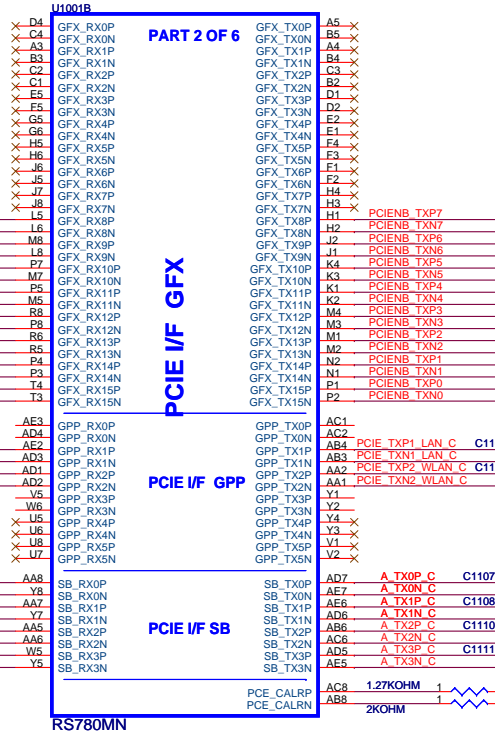 U1001B
PART 2 OF 6
D4 GFX_RX0P GFX_TX0P A5
C4 GFX_RX0N GFX_TX0N B5
A3 GFX_RX1P GFX_TX1P A4
B3 GFX_RX1N GFX_TX1N B4
C2 GFX_RX2P GFX_TX2P C3
C1 GFX_RX2N GFX_TX2N B2
E5 GFX_RX3P GFX_TX3P D1
F5 GFX_RX3N GFX_TX3N D2
G5 GFX_RX4P GFX_TX4P E2
G6 GFX_RX4N GFX_TX4N E1
H5 GFX_RX5P GFX_TX5P F4
H6 GFX_RX5N GFX_TX5N F3
J6 GFX_RX6P GFX_TX6P F1
J5 GFX_RX6N GFX_TX6N F2
J7 GFX_RX7P GFX_TX7P H4
J8 GFX_RX7N GFX_TX7N H3
L5 GFX_RX8P GFX_TX8P H1 PCIENB_TXP7
L6 GFX_RX8N GFX_TX8N H2 PCIENB_TXN7
M8 GFX_RX9P GFX_TX9P J2 PCIENB_TXP6
L8 GFX_RX9N GFX_TX9N J1 PCIENB_TXN6
P7 GFX_RX10P GFX_TX10P K4 PCIENB_TXP5
M7 GFX_RX10N GFX_TX10N K3 PCIENB_TXN5
P5 GFX_RX11P GFX_TX11P K1 PCIENB_TXP4
M5 GFX_RX11N GFX_TX11N K2 PCIENB_TXN4
R8 GFX_RX12P GFX_TX12P M4 PCIENB_TXP3
P8 GFX_RX12N GFX_TX12N M3 PCIENB_TXN3
R6 GFX_RX13P GFX_TX13P M1 PCIENB_TXP2
R5 GFX_RX13N GFX_TX13N M2 PCIENB_TXN2
P4 GFX_RX14P GFX_TX14P N2 PCIENB_TXP1
P3 GFX_RX14N GFX_TX14N N1 PCIENB_TXN1
T4 GFX_RX15P GFX_TX15P P1 PCIENB_TXP0
T3 GFX_RX15N GFX_TX15N P2 PCIENB_TXN0
PCIE I/F GFX
AE3 GPP_RX0P GPP_TX0P AC1
AD4 GPP_RX0N GPP_TX0N AC2
AE2 GPP_RX1P GPP_TX1P AB4 PCIE_TXP1_LAN_C C11
AD3 GPP_RX1N GPP_TX1N AB3 PCIE_TXN1_LAN_C
AD1 GPP_RX2P GPP_TX2P AA2 PCIE_TXP2_WLAN_C C11
AD2 GPP_RX2N GPP_TX2N AA1 PCIE_TXN2_WLAN_C
PCIE I/F GPP
V5 GPP_RX3P GPP_TX3P Y1
W6 GPP_RX3N GPP_TX3N Y2
U5 GPP_RX4P GPP_TX4P Y4
U6 GPP_RX4N GPP_TX4N Y3
U8 GPP_RX5P GPP_TX5P V1
U7 GPP_RX5N GPP_TX5N V2
AA8 SB_RX0P SB_TX0P AD7 A_TX0P_C C1107
Y8 SB_RX0N SB_TX0N AE7 A_TX0N_C
AA7 SB_RX1P SB_TX1P AE6 A_TX1P_C C1108
Y7 SB_RX1N SB_TX1N AD6 A_TX1N_C
AA5 SB_RX2P SB_TX2P AB6 A_TX2P_C C1110
AA6 SB_RX2N SB_TX2N AC6 A_TX2N_C
W5 SB_RX3P SB_TX3P AD5 A_TX3P_C C1111
Y5 SB_RX3N SB_TX3N AE5 A_TX3N_C
PCIE I/F SB
PCE_CALRP AC8 1.27KOHM 1
PCE_CALRN AB8 2KOHM 1
RS780MN